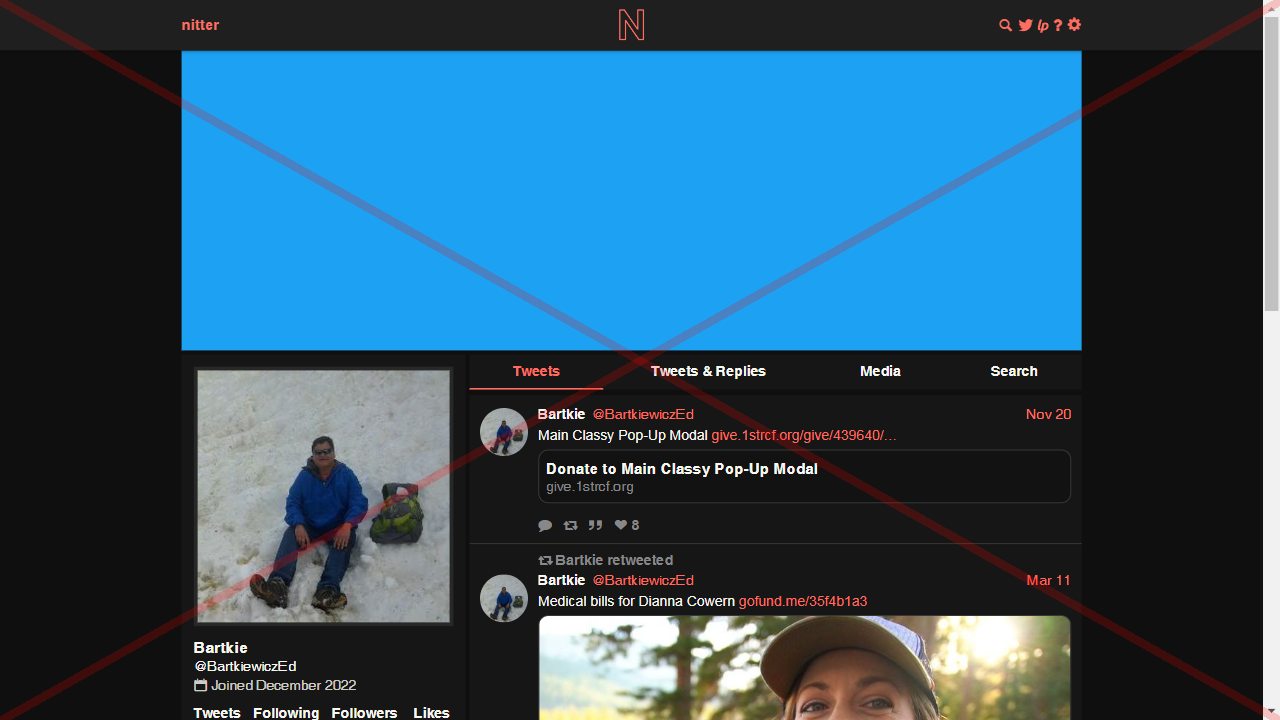 nitter
N
lp ?
Tweets
Tweets & Replies
Media
Search
Bartkie @BartkiewiczEd Nov 20
Main Classy Pop-Up Modal give.1strcf.org/give/439640/…
Donate to Main Classy Pop-Up Modal
give.1strcf.org
8
Bartkie retweeted
Bartkie @BartkiewiczEd Mar 11
Medical bills for Dianna Cowern gofund.me/35f4b1a3
Bartkie
@BartkiewiczEd
Joined December 2022
Tweets Following Followers Likes